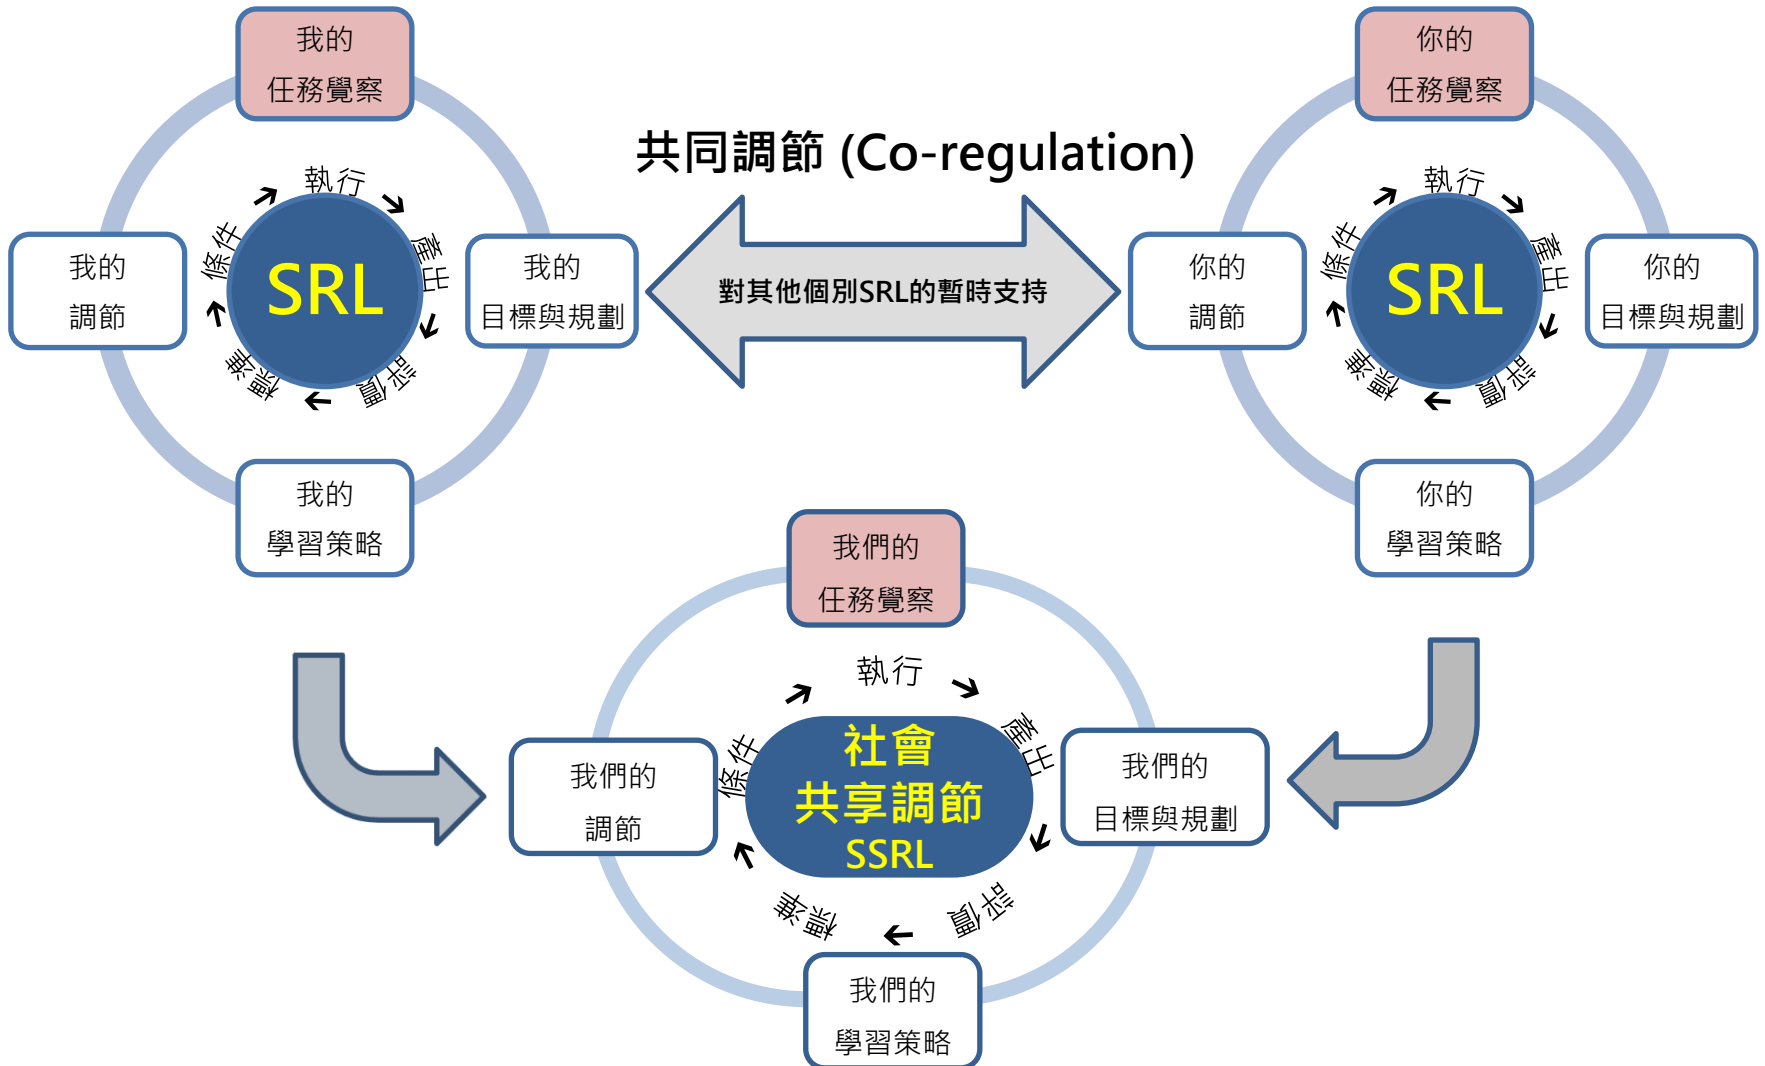 我的
任務覺察
執行
產出
評價
標準
條件
SRL
我的
調節
我的
目標與規劃
我的
學習策略
共同調節 (Co-regulation)
對其他個別SRL的暫時支持
你的
任務覺察
執行
產出
評價
標準
條件
SRL
你的
調節
你的
目標與規劃
你的
學習策略
我們的
任務覺察
執行
產出
評價
標準
條件
社會
共享調節
SSRL
我們的
調節
我們的
目標與規劃
我們的
學習策略